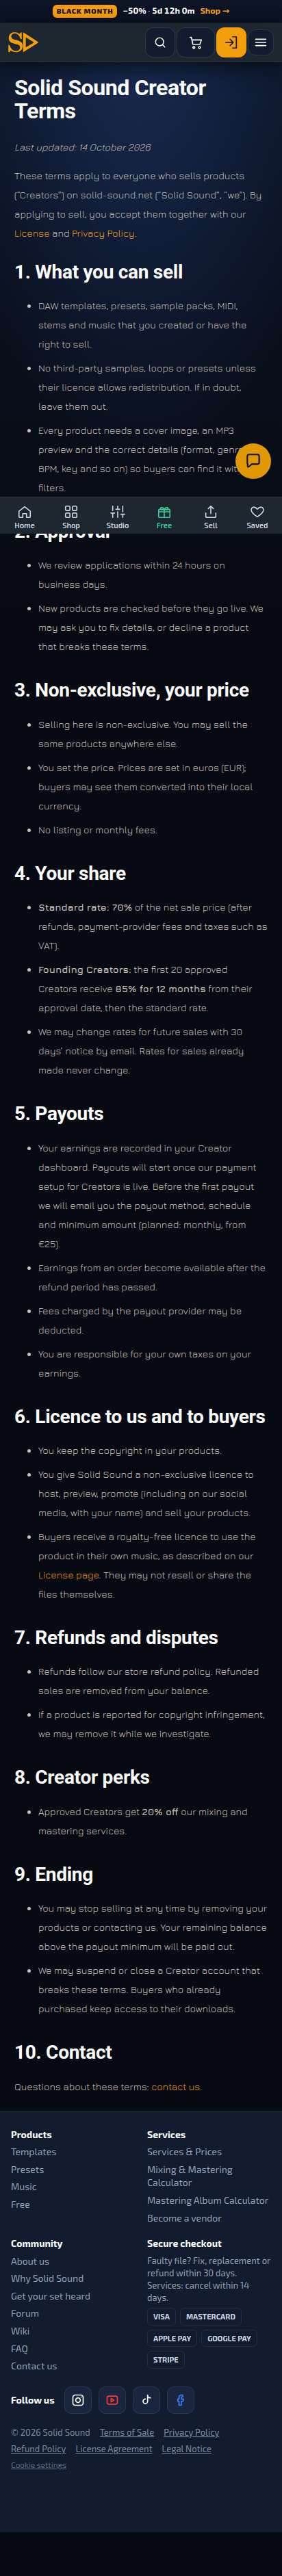 BLACK MONTH −50% · 5d 12h 0m Shop →
Solid Sound Creator
Terms
Last updated: 14 October 2026
These terms apply to everyone who sells products
("Creators") on solid-sound.net ("Solid Sound", "we"). By
applying to sell, you accept them together with our
License and Privacy Policy.
1. What you can sell
• DAW templates, presets, sample packs, MIDI,
stems and music that you created or have the
right to sell.
• No third-party samples, loops or presets unless
their licence allows redistribution. If in doubt,
leave them out.
• Every product needs a cover image, an MP3
preview and the correct details (format,
BPM, key and so on) so buyers can find it
filters.
Home Shop Studio Free Sell Saved
2. Approval
• We review applications within 24 hours on
business days.
• New products are checked before they go live. We
may ask you to fix details, or decline a product
that breaks these terms.
3. Non-exclusive, your price
• Selling here is non-exclusive. You may sell the
same products anywhere else.
• You set the price. Prices are set in euros (EUR);
buyers may see them converted into their local
currency.
• No listing or monthly fees.
4. Your share
• Standard rate: 70% of the net sale price (after
refunds, payment-provider fees and taxes such as
VAT).
• Founding Creators: the first 20 approved
Creators receive 85% for 12 months from their
approval date, then the standard rate.
• We may change rates for future sales with 30
days' notice by email. Rates for sales already
made never change.
5. Payouts
• Your earnings are recorded in your Creator
dashboard. Payouts will start once our payment
setup for Creators is live. Before the first payout
we will email you the payout method, schedule
and minimum amount (planned: monthly, from
€25).
• Earnings from an order become available after the
refund period has passed.
• Fees charged by the payout provider may be
deducted.
• You are responsible for your own taxes on your
earnings.
6. Licence to us and to buyers
• You keep the copyright in your products.
• You give Solid Sound a non-exclusive licence to
host, preview, promote (including on our social
media, with your name) and sell your products.
• Buyers receive a royalty-free licence to use the
product in their own music, as described on our
License page. They may not resell or share the
files themselves.
7. Refunds and disputes
• Refunds follow our store refund policy. Refunded
sales are removed from your balance.
• If a product is reported for copyright infringement,
we may remove it while we investigate.
8. Creator perks
• Approved Creators get 20% off our mixing and
mastering services.
9. Ending
• You may stop selling at any time by removing your
products or contacting us. Your remaining balance
above the payout minimum will be paid out.
• We may suspend or close a Creator account that
breaks these terms. Buyers who already
purchased keep access to their downloads.
10. Contact
Questions about these terms: contact us.
Products
Templates
Presets
Music
Free
Services
Services & Prices
Mixing & Mastering
Calculator
Mastering Album Calculator
Become a vendor
Community
About us
Why Solid Sound
Get your set heard
Forum
Wiki
FAQ
Contact us
Secure checkout
Faulty file? Fix, replacement or
refund within 30 days.
Services: cancel within 14
days.
VISA MASTERCARD
APPLE PAY GOOGLE PAY
STRIPE
Follow us
© 2026 Solid Sound Terms of Sale Privacy Policy
Refund Policy License Agreement Legal Notice
Cookie settings